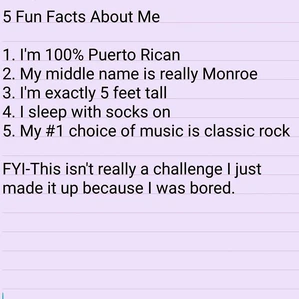 5 Fun Facts About Me
1. I'm 100% Puerto Rican
2. My middle name is really Monroe
3. I'm exactly 5 feet tall
4. I sleep with socks on
5. My #1 choice of music is classic rock
FYI-This isn't really a challenge I just
made it up because I was bored.